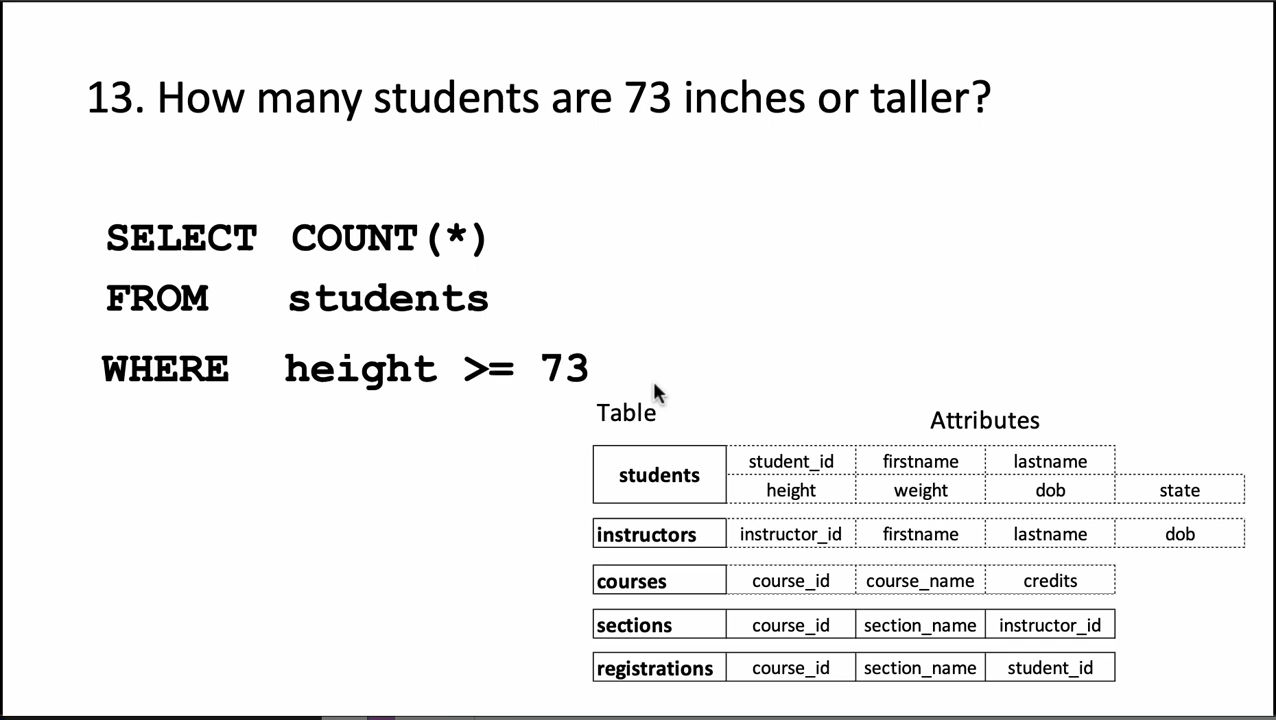 13. How many students are 73 inches or taller?
SELECT COUNT(*)
FROM students
WHERE height >= 73
Table Attributes
students student_id firstname lastname
height weight dob state
instructors instructor_id firstname lastname dob
courses course_id course_name credits
sections course_id section_name instructor_id
registrations course_id section_name student_id